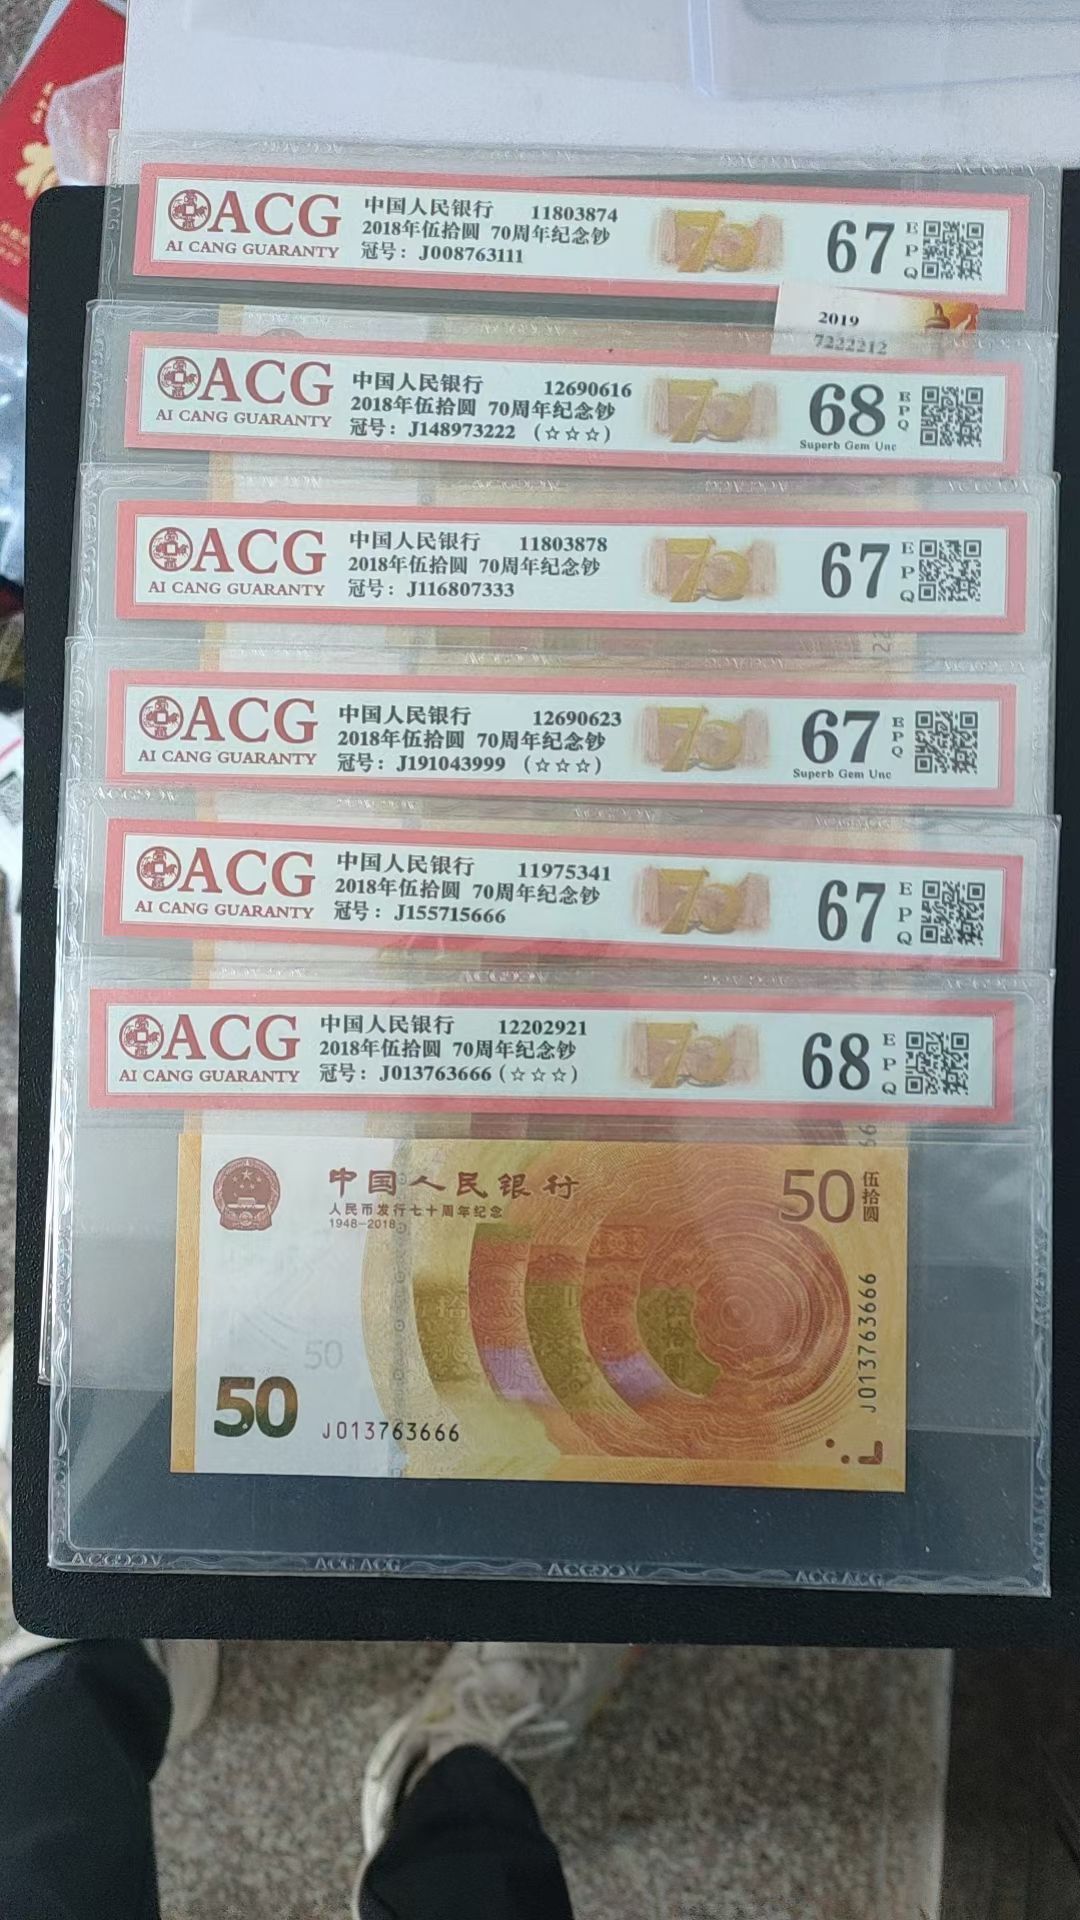 ACG
AI CANG GUARANTY
中国人民银行 11803874
2018年伍拾圆 70周年纪念钞
冠号：J008763111
70
67
EPQ
2019
7222212
ACG
AI CANG GUARANTY
中国人民银行 12690616
2018年伍拾圆 70周年纪念钞
冠号：J148973222（☆☆☆）
70
68
Superb Gem Unc
EPQ
ACG
AI CANG GUARANTY
中国人民银行 11803878
2018年伍拾圆 70周年纪念钞
冠号：J116807333
70
67
EPQ
ACG
AI CANG GUARANTY
中国人民银行 12690623
2018年伍拾圆 70周年纪念钞
冠号：J191043999（☆☆☆）
70
67
Superb Gem Unc
EPQ
ACG
AI CANG GUARANTY
中国人民银行 11975341
2018年伍拾圆 70周年纪念钞
冠号：J155715666
70
67
EPQ
ACG
AI CANG GUARANTY
中国人民银行 12202921
2018年伍拾圆 70周年纪念钞
冠号：J013763666（☆☆☆）
70
68
EPQ
中国人民银行
人民币发行七十周年纪念
1948-2018
50
伍拾圆
50
50
J013763666
J013763666
ACG ACG
ACG ACG